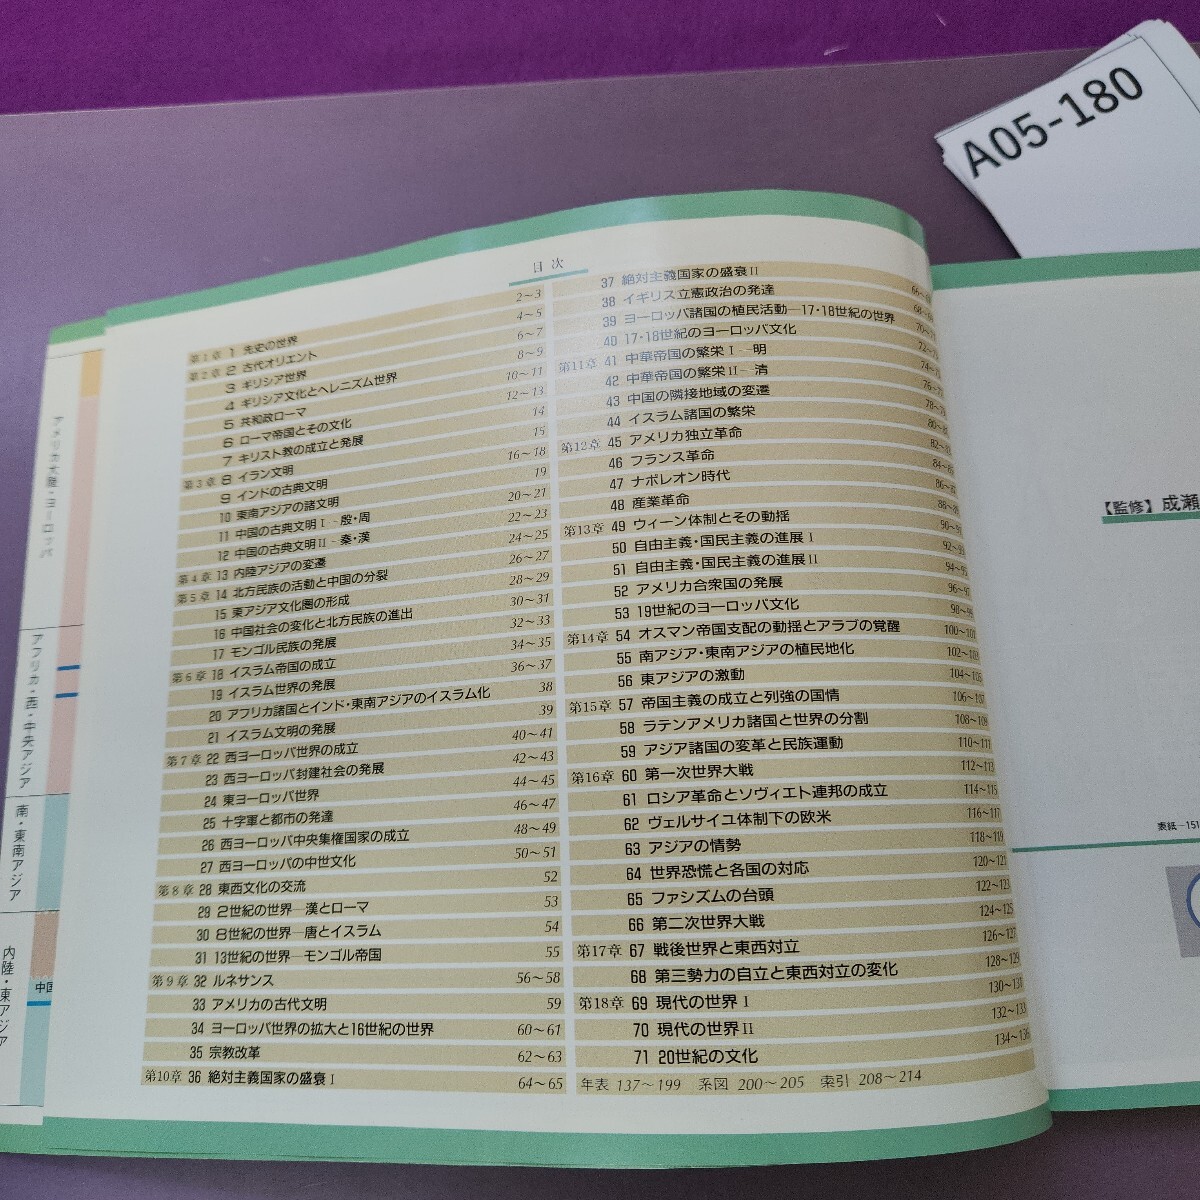 A05-180
目次
第1章 1 先史の世界 2～3
第2章 2 古代オリエント 4～5
3 ギリシア世界 6～7
4 ギリシア文化とヘレニズム世界 8～9
5 共和政ローマ 10～11
6 ローマ帝国とその文化 12～13
7 キリスト教の成立と発展 14
第3章 8 イラン文明 15
9 インドの古典文明 16～18
10 東南アジアの諸文明 19
11 中国の古典文明Ⅰ─殷・周 20～21
12 中国の古典文明Ⅱ─秦・漢 22～23
第4章 13 内陸アジアの変遷 24～25
第5章 14 北方民族の活動と中国の分裂 26～27
15 東アジア文化圏の形成 28～29
16 中国社会の変化と北方民族の進出 30～31
17 モンゴル民族の発展 32～33
第6章 18 イスラム帝国の成立 34～35
19 イスラム世界の発展 36～37
20 アフリカ諸国とインド・東南アジアのイスラム化 38
21 イスラム文明の発展 39
第7章 22 西ヨーロッパ世界の成立 40～41
23 西ヨーロッパ封建社会の発展 42～43
24 東ヨーロッパ世界 44～45
25 十字軍と都市の発達 46～47
26 西ヨーロッパ中央集権国家の成立 48～49
27 西ヨーロッパの中世文化 50～51
第8章 28 東西文化の交流 52
29 2世紀の世界─漢とローマ 53
30 8世紀の世界─唐とイスラム 54
31 13世紀の世界─モンゴル帝国 55
第9章 32 ルネサンス 56～58
33 アメリカの古代文明 59
34 ヨーロッパ世界の拡大と16世紀の世界 60～61
35 宗教改革 62～63
第10章 36 絶対主義国家の盛衰Ⅰ 64～65
37 絶対主義国家の盛衰Ⅱ
38 イギリス立憲政治の発達
39 ヨーロッパ諸国の植民活動─17・18世紀の世界
40 17・18世紀のヨーロッパ文化
第11章 41 中華帝国の繁栄Ⅰ─明
42 中華帝国の繁栄Ⅱ─清
43 中国の隣接地域の変遷
44 イスラム諸国の繁栄
第12章 45 アメリカ独立革命
46 フランス革命
47 ナポレオン時代
48 産業革命
第13章 49 ウィーン体制とその動揺
50 自由主義・国民主義の進展Ⅰ
51 自由主義・国民主義の進展Ⅱ
52 アメリカ合衆国の発展
53 19世紀のヨーロッパ文化
第14章 54 オスマン帝国支配の動揺とアラブの覚醒 100～101
55 南アジア・東南アジアの植民地化 102～103
56 東アジアの激動 104～105
第15章 57 帝国主義の成立と列強の国情 106～107
58 ラテンアメリカ諸国と世界の分割 108～109
59 アジア諸国の変革と民族運動 110～111
第16章 60 第一次世界大戦 112～113
61 ロシア革命とソヴィエト連邦の成立 114～115
62 ヴェルサイユ体制下の欧米 116～117
63 アジアの情勢 118～119
64 世界恐慌と各国の対応 120～121
65 ファシズムの台頭 122～123
66 第二次世界大戦 124～125
第17章 67 戦後世界と東西対立 126～127
68 第三勢力の自立と東西対立の変化 128～129
第18章 69 現代の世界Ⅰ 130～131
70 現代の世界Ⅱ 132～133
71 20世紀の文化 134～136
年表 137～199 系図 200～205 索引 208～214
アメリカ大陸・ヨーロッパ
アフリカ・西・中央アジア
南・東南アジア
内陸・東アジア
中国
【監修】成瀬
表紙─151